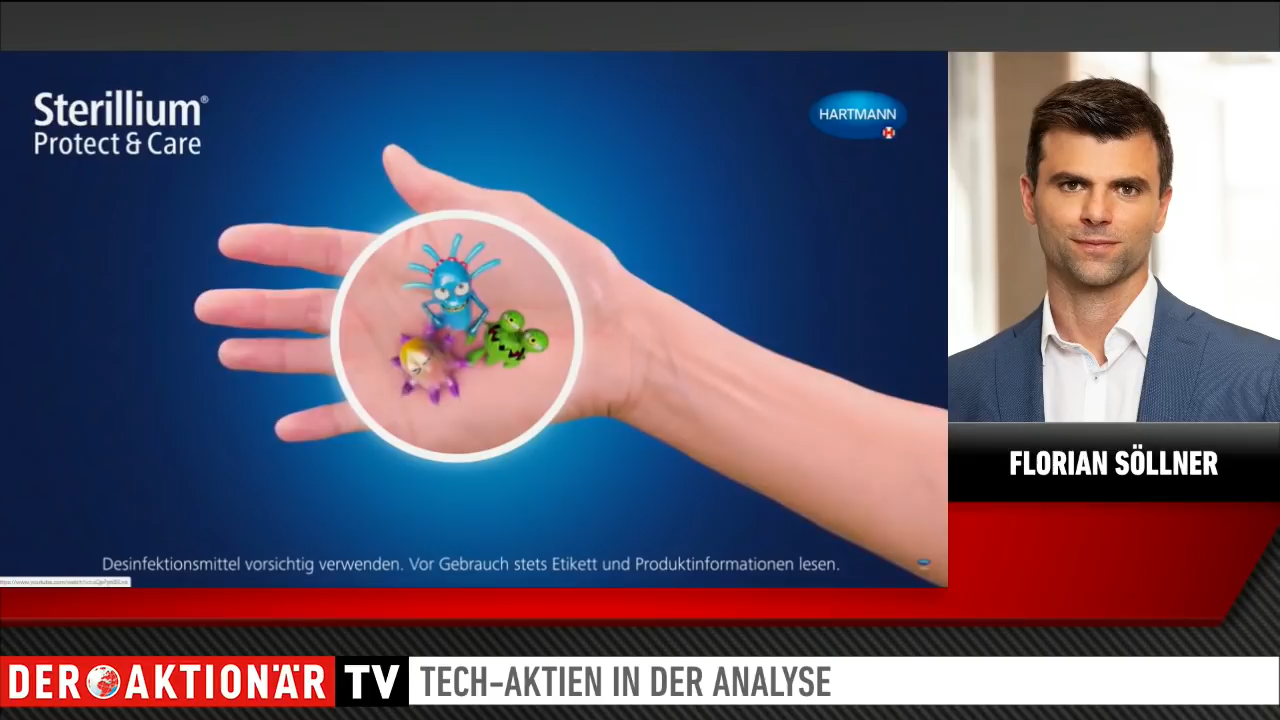 Sterillium®
Protect & Care
HARTMANN
FLORIAN SÖLLNER
Desinfektionsmittel vorsichtig verwenden. Vor Gebrauch stets Etikett und Produktinformationen lesen.
DER AKTIONÄR TV
TECH-AKTIEN IN DER ANALYSE